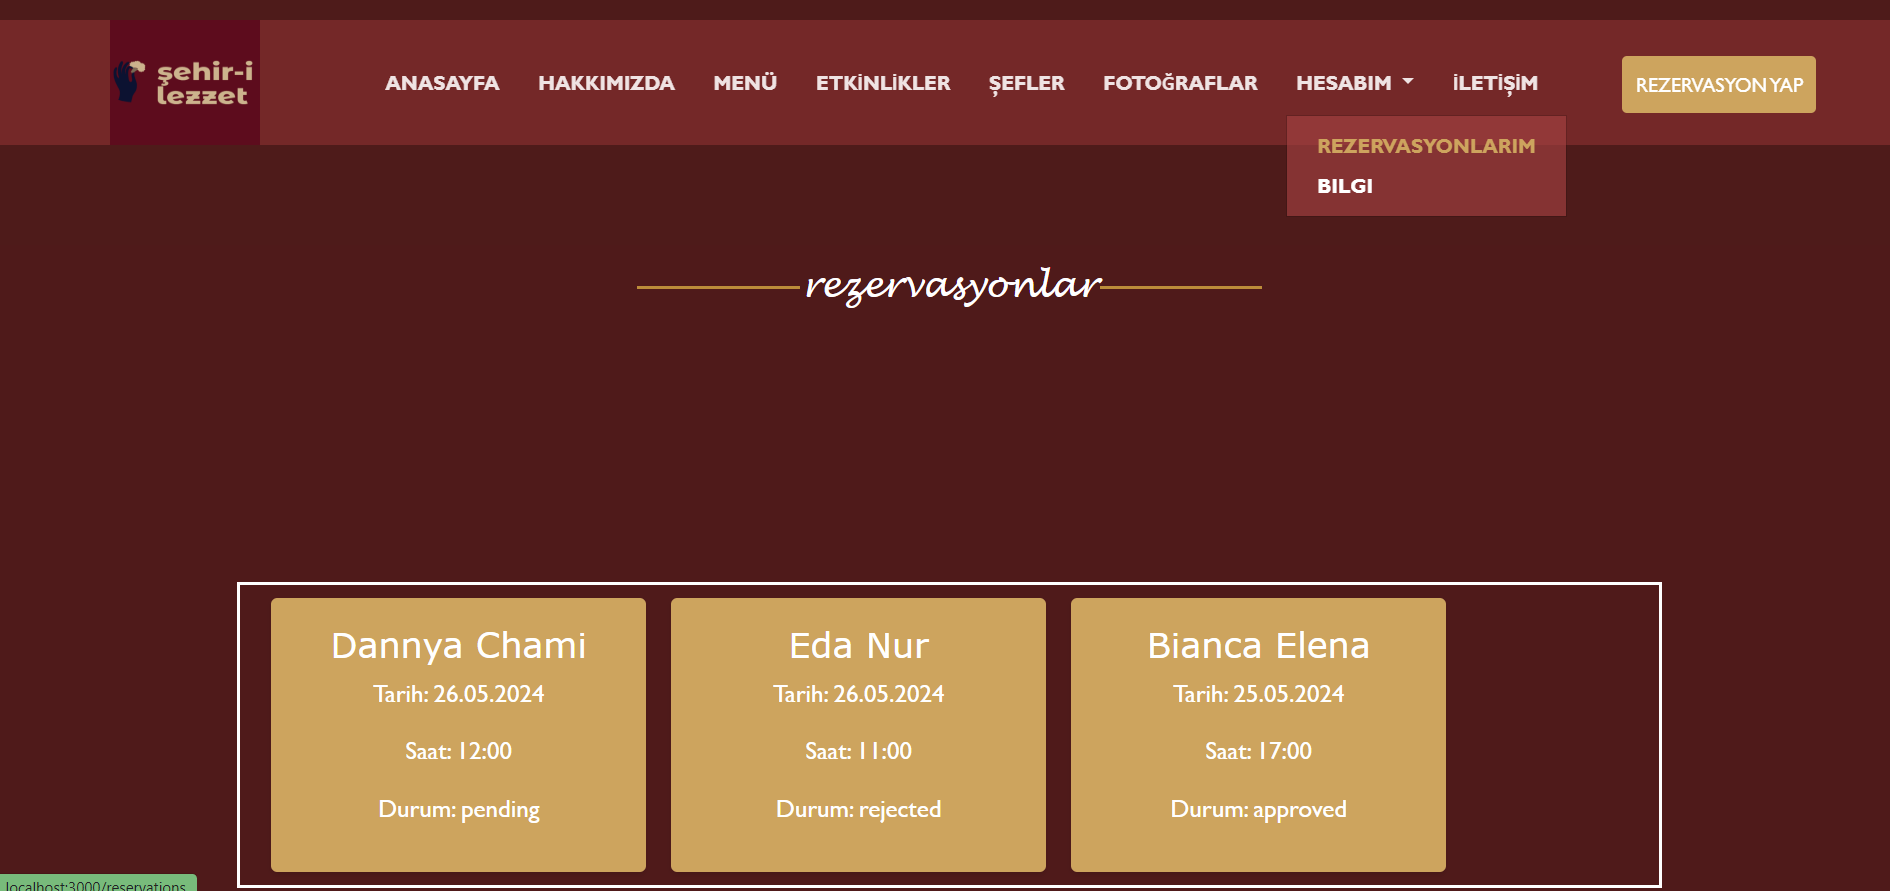 şehir-i
lezzet
ANASAYFA HAKKIMIZDA MENÜ ETKİNLİKLER ŞEFLER FOTOĞRAFLAR HESABIM İLETİŞİM REZERVASYON YAP
REZERVASYONLARIM
BILGI
rezervasyonlar
Dannya Chami Eda Nur Bianca Elena
Tarih: 26.05.2024 Tarih: 26.05.2024 Tarih: 25.05.2024
Saat: 12:00 Saat: 11:00 Saat: 17:00
Durum: pending Durum: rejected Durum: approved
localhost:3000/reservations